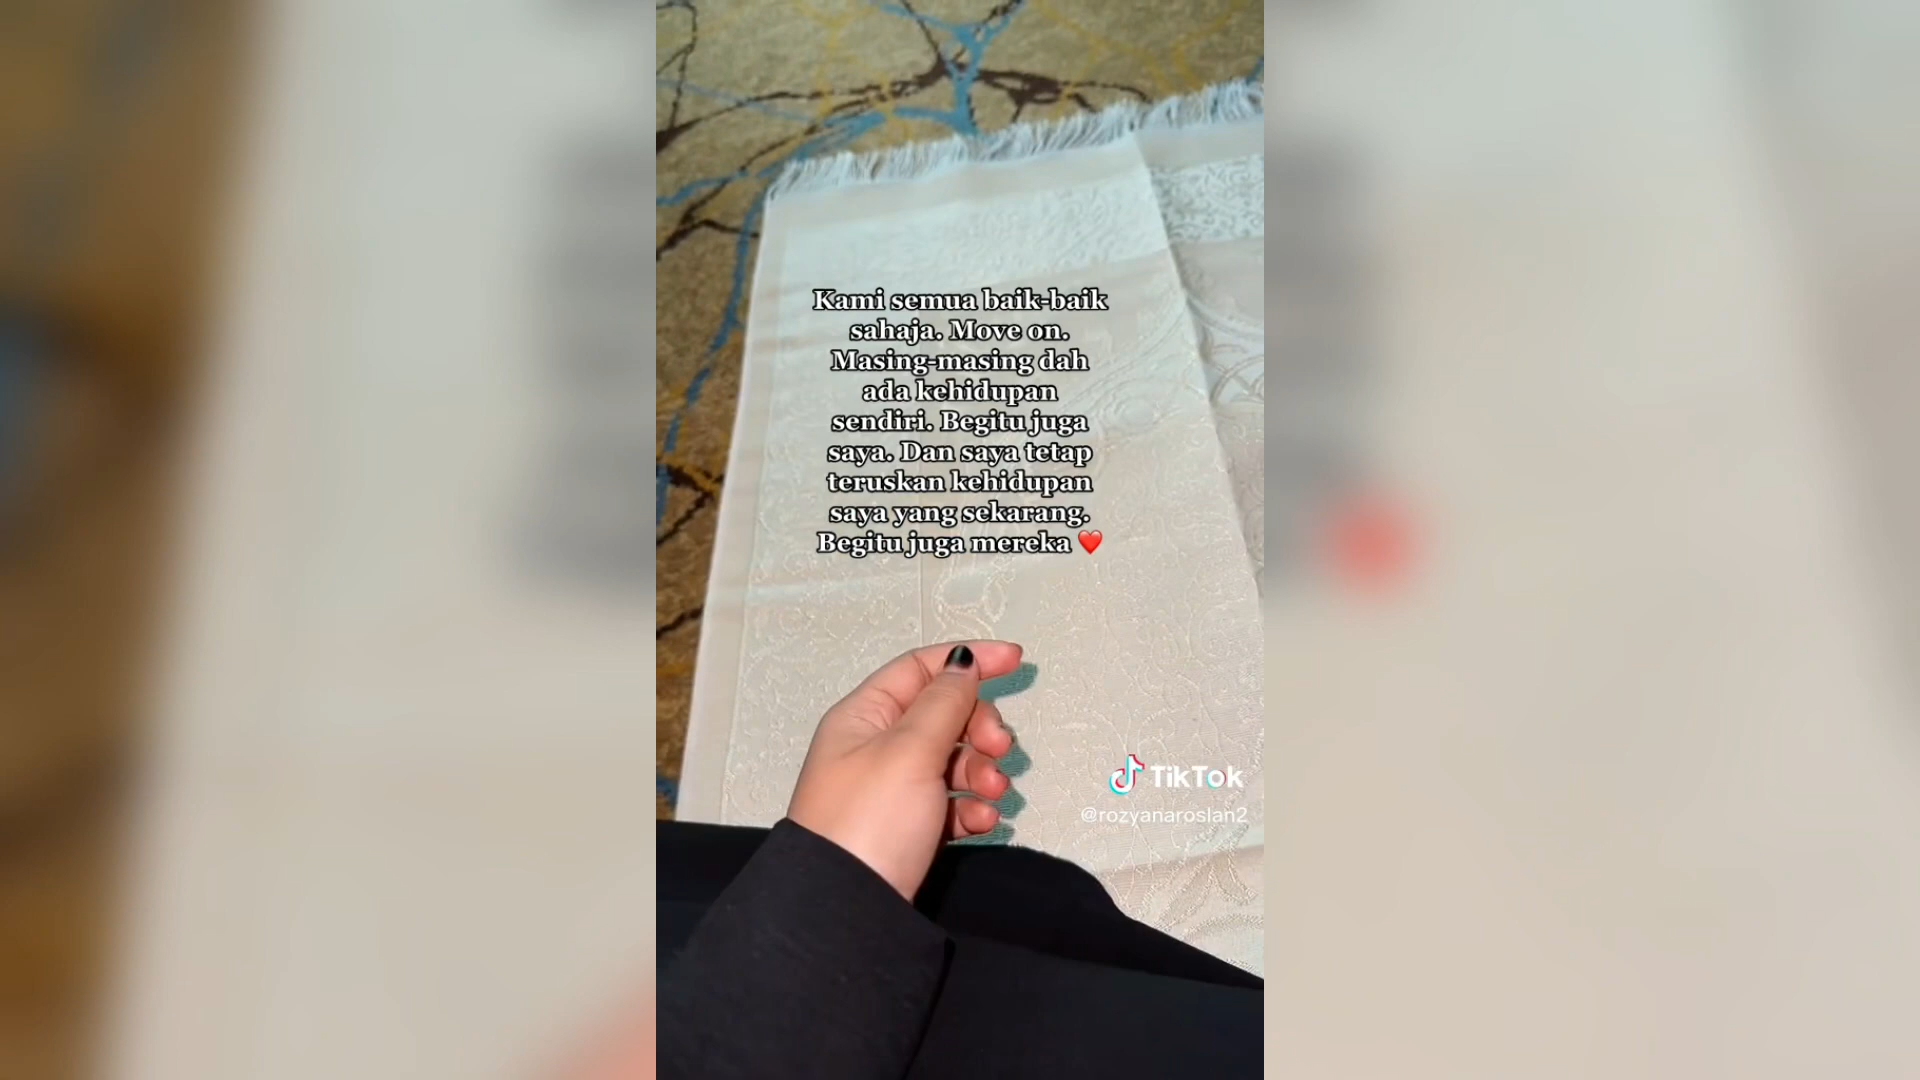 Kami semua baik-baik
sahaja. Move on.
Masing-masing dah
ada kehidupan
sendiri. Begitu juga
saya. Dan saya tetap
teruskan kehidupan
saya yang sekarang.
Begitu juga mereka ❤️
TikTok
@rozyanaroslan2